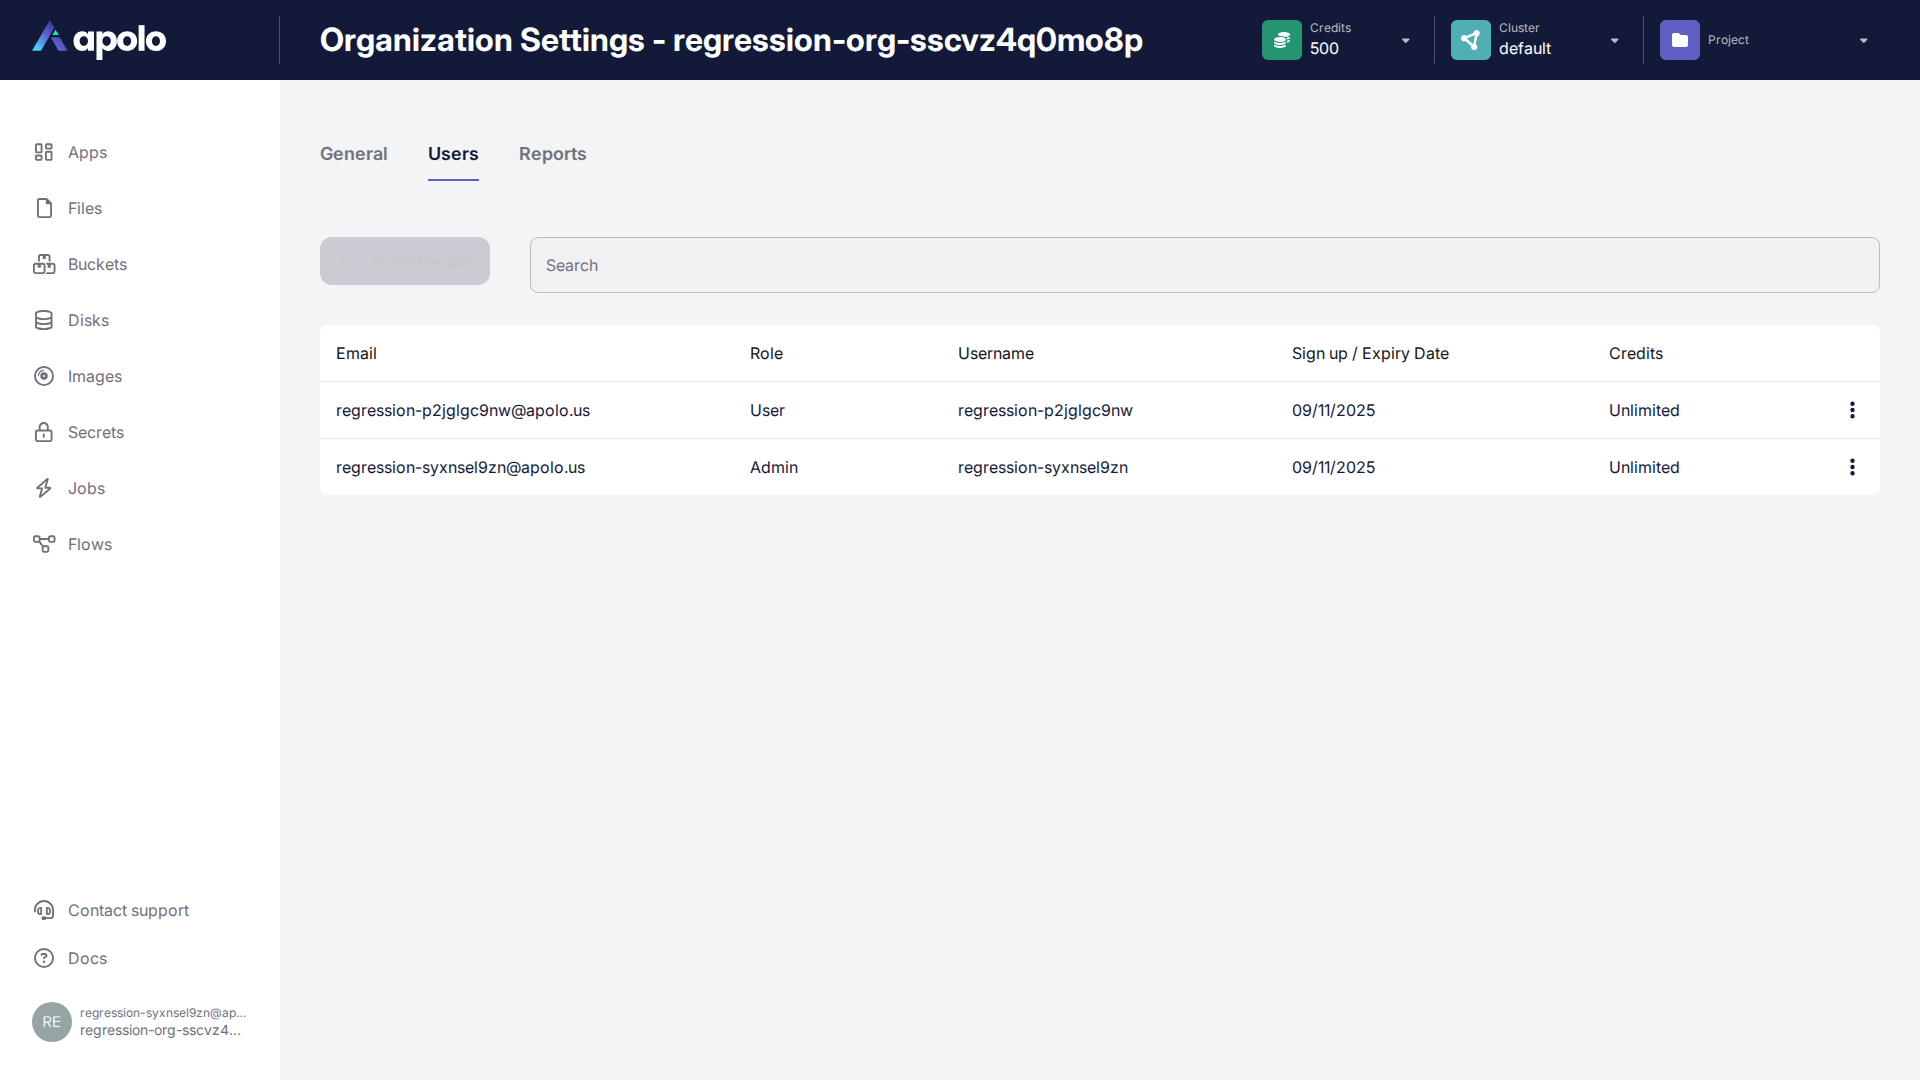 apolo
Organization Settings - regression-org-sscvz4q0mo8p
Credits
500
Cluster
default
Project
Apps
Files
Buckets
Disks
Images
Secrets
Jobs
Flows
Contact support
Docs
RE
regression-syxnsel9zn@ap...
regression-org-sscvz4...
General Users Reports
Invite People
Search
Email Role Username Sign up / Expiry Date Credits
regression-p2jglgc9nw@apolo.us User regression-p2jglgc9nw 09/11/2025 Unlimited
regression-syxnsel9zn@apolo.us Admin regression-syxnsel9zn 09/11/2025 Unlimited